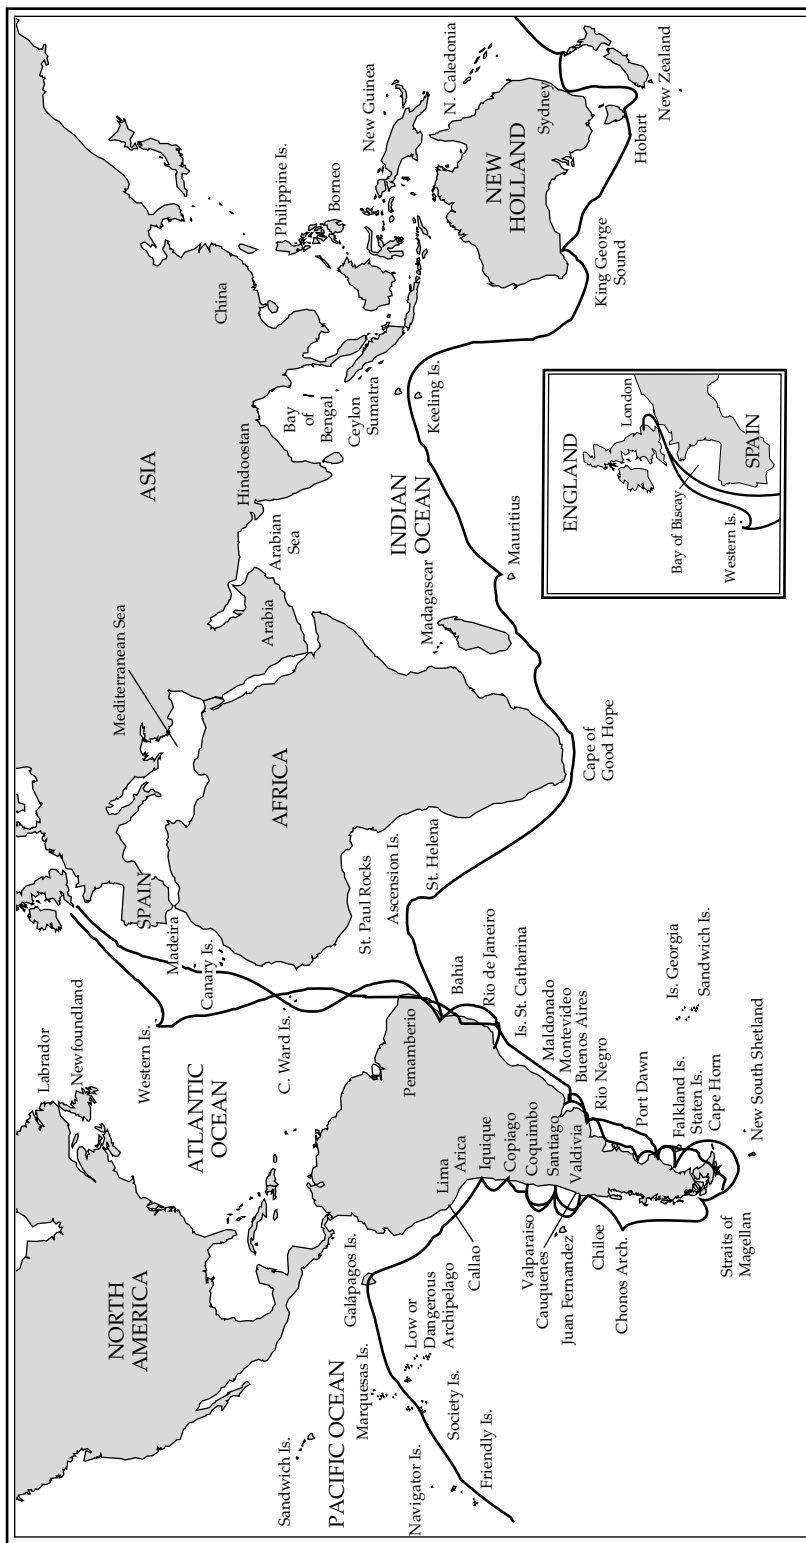 NORTH
AMERICA
Labrador
Newfoundland
Western Is.
ATLANTIC
OCEAN
C. Ward Is.
Madeira
Canary Is.
SPAIN
Mediterranean Sea
AFRICA
Arabia
Arabian
Sea
ASIA
Hindoostan
Bay
of
Bengal
Ceylon
Sumatra
China
Philippine Is.
Borneo
New Guinea
N. Caledonia
Sandwich Is.
PACIFIC OCEAN
Marquesas Is.
Galápagos Is.
Navigator Is.
Society Is.
Friendly Is.
Low or
Dangerous
Archipelago
Callao
Lima
Arica
Iquique
Copiago
Coquimbo
Santiago
Valdivia
Valparaiso
Cauquenes
Juan Fernandez
Chiloe
Chonos Arch.
Straits of
Magellan
Pernamberio
Bahia
Rio de Janeiro
Is. St. Catharina
Maldonado
Montevideo
Buenos Aires
Rio Negro
Port Dawn
Falkland Is.
Staten Is.
Cape Horn
New South Shetland
Is. Georgia
Sandwich Is.
St. Paul Rocks
Ascension Is.
St. Helena
Cape of
Good Hope
Madagascar
Mauritius
INDIAN
OCEAN
Keeling Is.
NEW
HOLLAND
King George
Sound
Sydney
Hobart
New Zealand
ENGLAND
London
Bay of Biscay
Western Is.
SPAIN